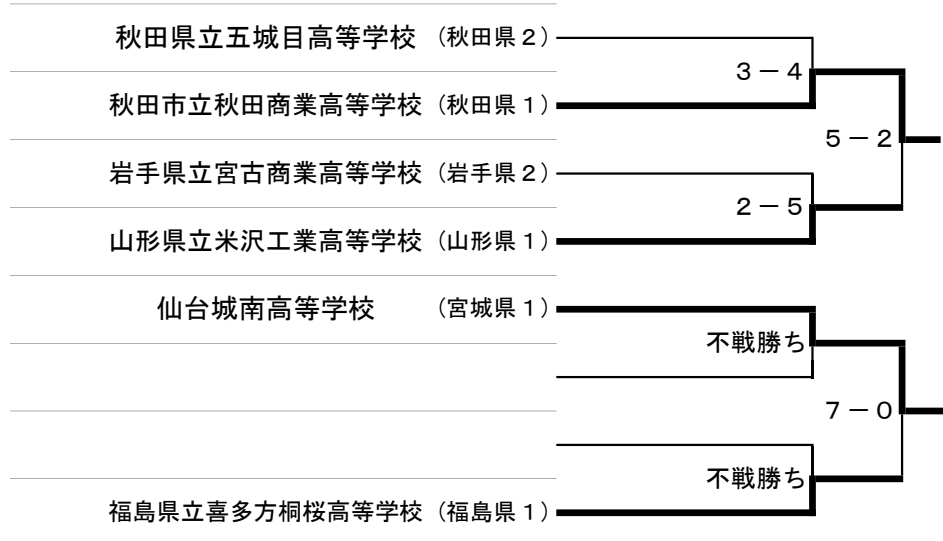 秋田県立五城目高等学校 （秋田県２）
３－４
秋田市立秋田商業高等学校 （秋田県１）
５－２
岩手県立宮古商業高等学校 （岩手県２）
２－５
山形県立米沢工業高等学校 （山形県１）
仙台城南高等学校 （宮城県１）
不戦勝ち
７－０
不戦勝ち
福島県立喜多方桐桜高等学校 （福島県１）